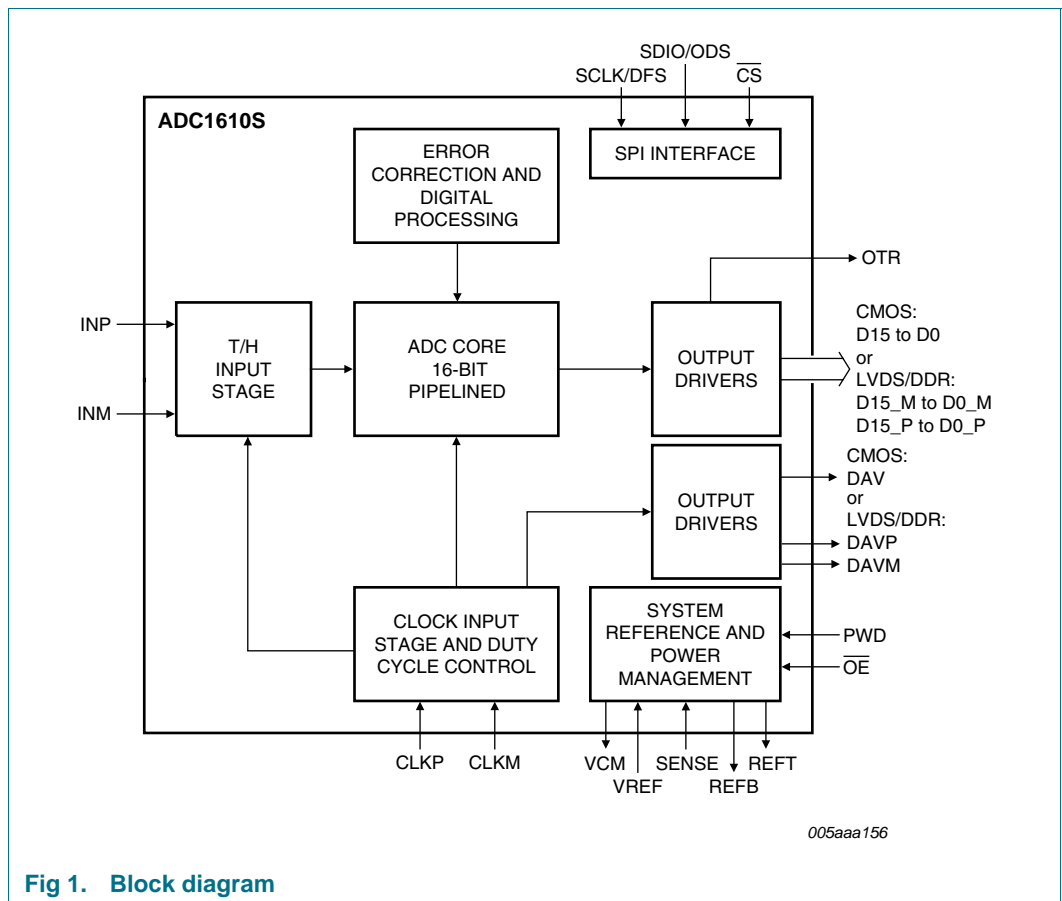 SDIO/ODS
SCLK/DFS
C̅S̅
ADC1610S
ERROR
CORRECTION AND
DIGITAL
PROCESSING
SPI INTERFACE
OTR
INP
INM
T/H
INPUT
STAGE
ADC CORE
16-BIT
PIPELINED
OUTPUT
DRIVERS
CMOS:
D15 to D0
or
LVDS/DDR:
D15_M to D0_M
D15_P to D0_P
OUTPUT
DRIVERS
CMOS:
DAV
or
LVDS/DDR:
DAVP
DAVM
CLOCK INPUT
STAGE AND DUTY
CYCLE CONTROL
SYSTEM
REFERENCE AND
POWER
MANAGEMENT
PWD
O̅E̅
CLKP
CLKM
VCM
VREF
SENSE
REFB
REFT
005aaa156
Fig 1. Block diagram